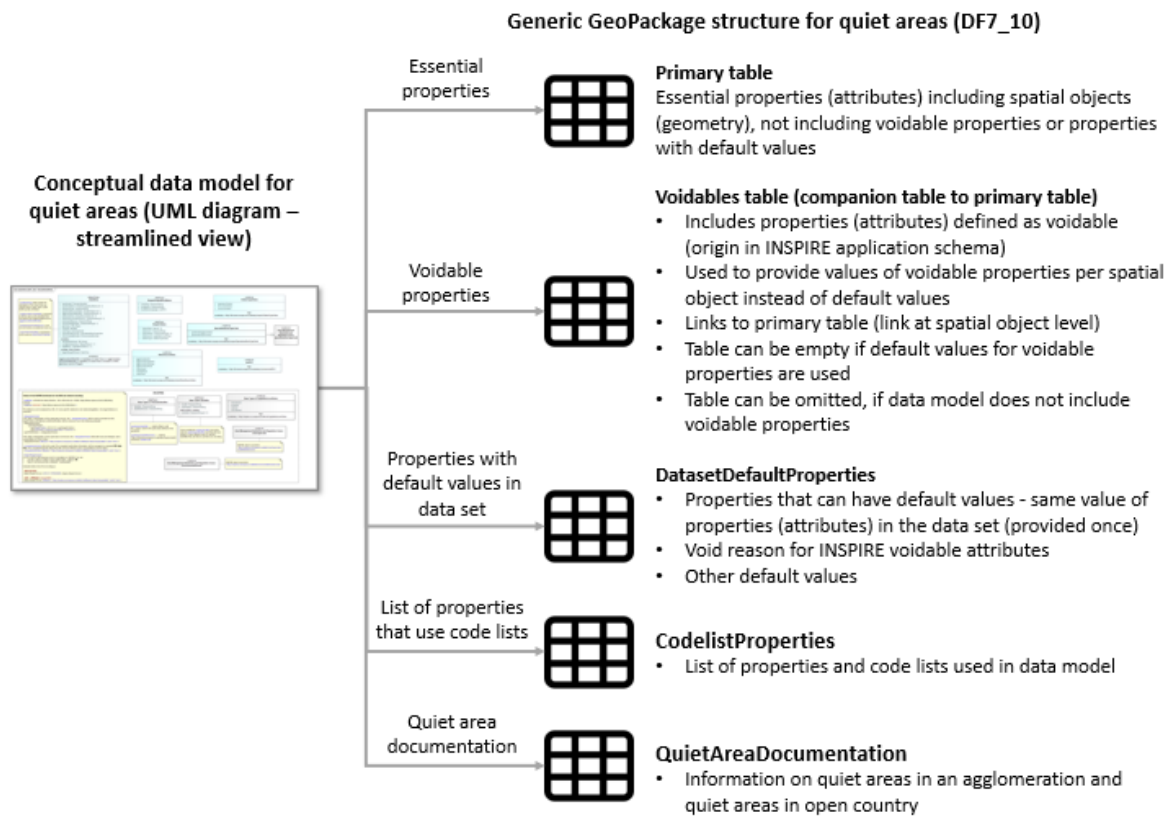 Generic GeoPackage structure for quiet areas (DF7_10)
Conceptual data model for
quiet areas (UML diagram –
streamlined view)
Essential
properties
Primary table
Essential properties (attributes) including spatial objects
(geometry), not including voidable properties or properties
with default values
Voidable
properties
Voidables table (companion table to primary table)
• Includes properties (attributes) defined as voidable
(origin in INSPIRE application schema)
• Used to provide values of voidable properties per spatial
object instead of default values
• Links to primary table (link at spatial object level)
• Table can be empty if default values for voidable
properties are used
• Table can be omitted, if data model does not include
voidable properties
Properties with
default values in
data set
DatasetDefaultProperties
• Properties that can have default values - same value of
properties (attributes) in the data set (provided once)
• Void reason for INSPIRE voidable attributes
• Other default values
List of properties
that use code lists
CodelistProperties
• List of properties and code lists used in data model
Quiet area
documentation
QuietAreaDocumentation
• Information on quiet areas in an agglomeration and
quiet areas in open country